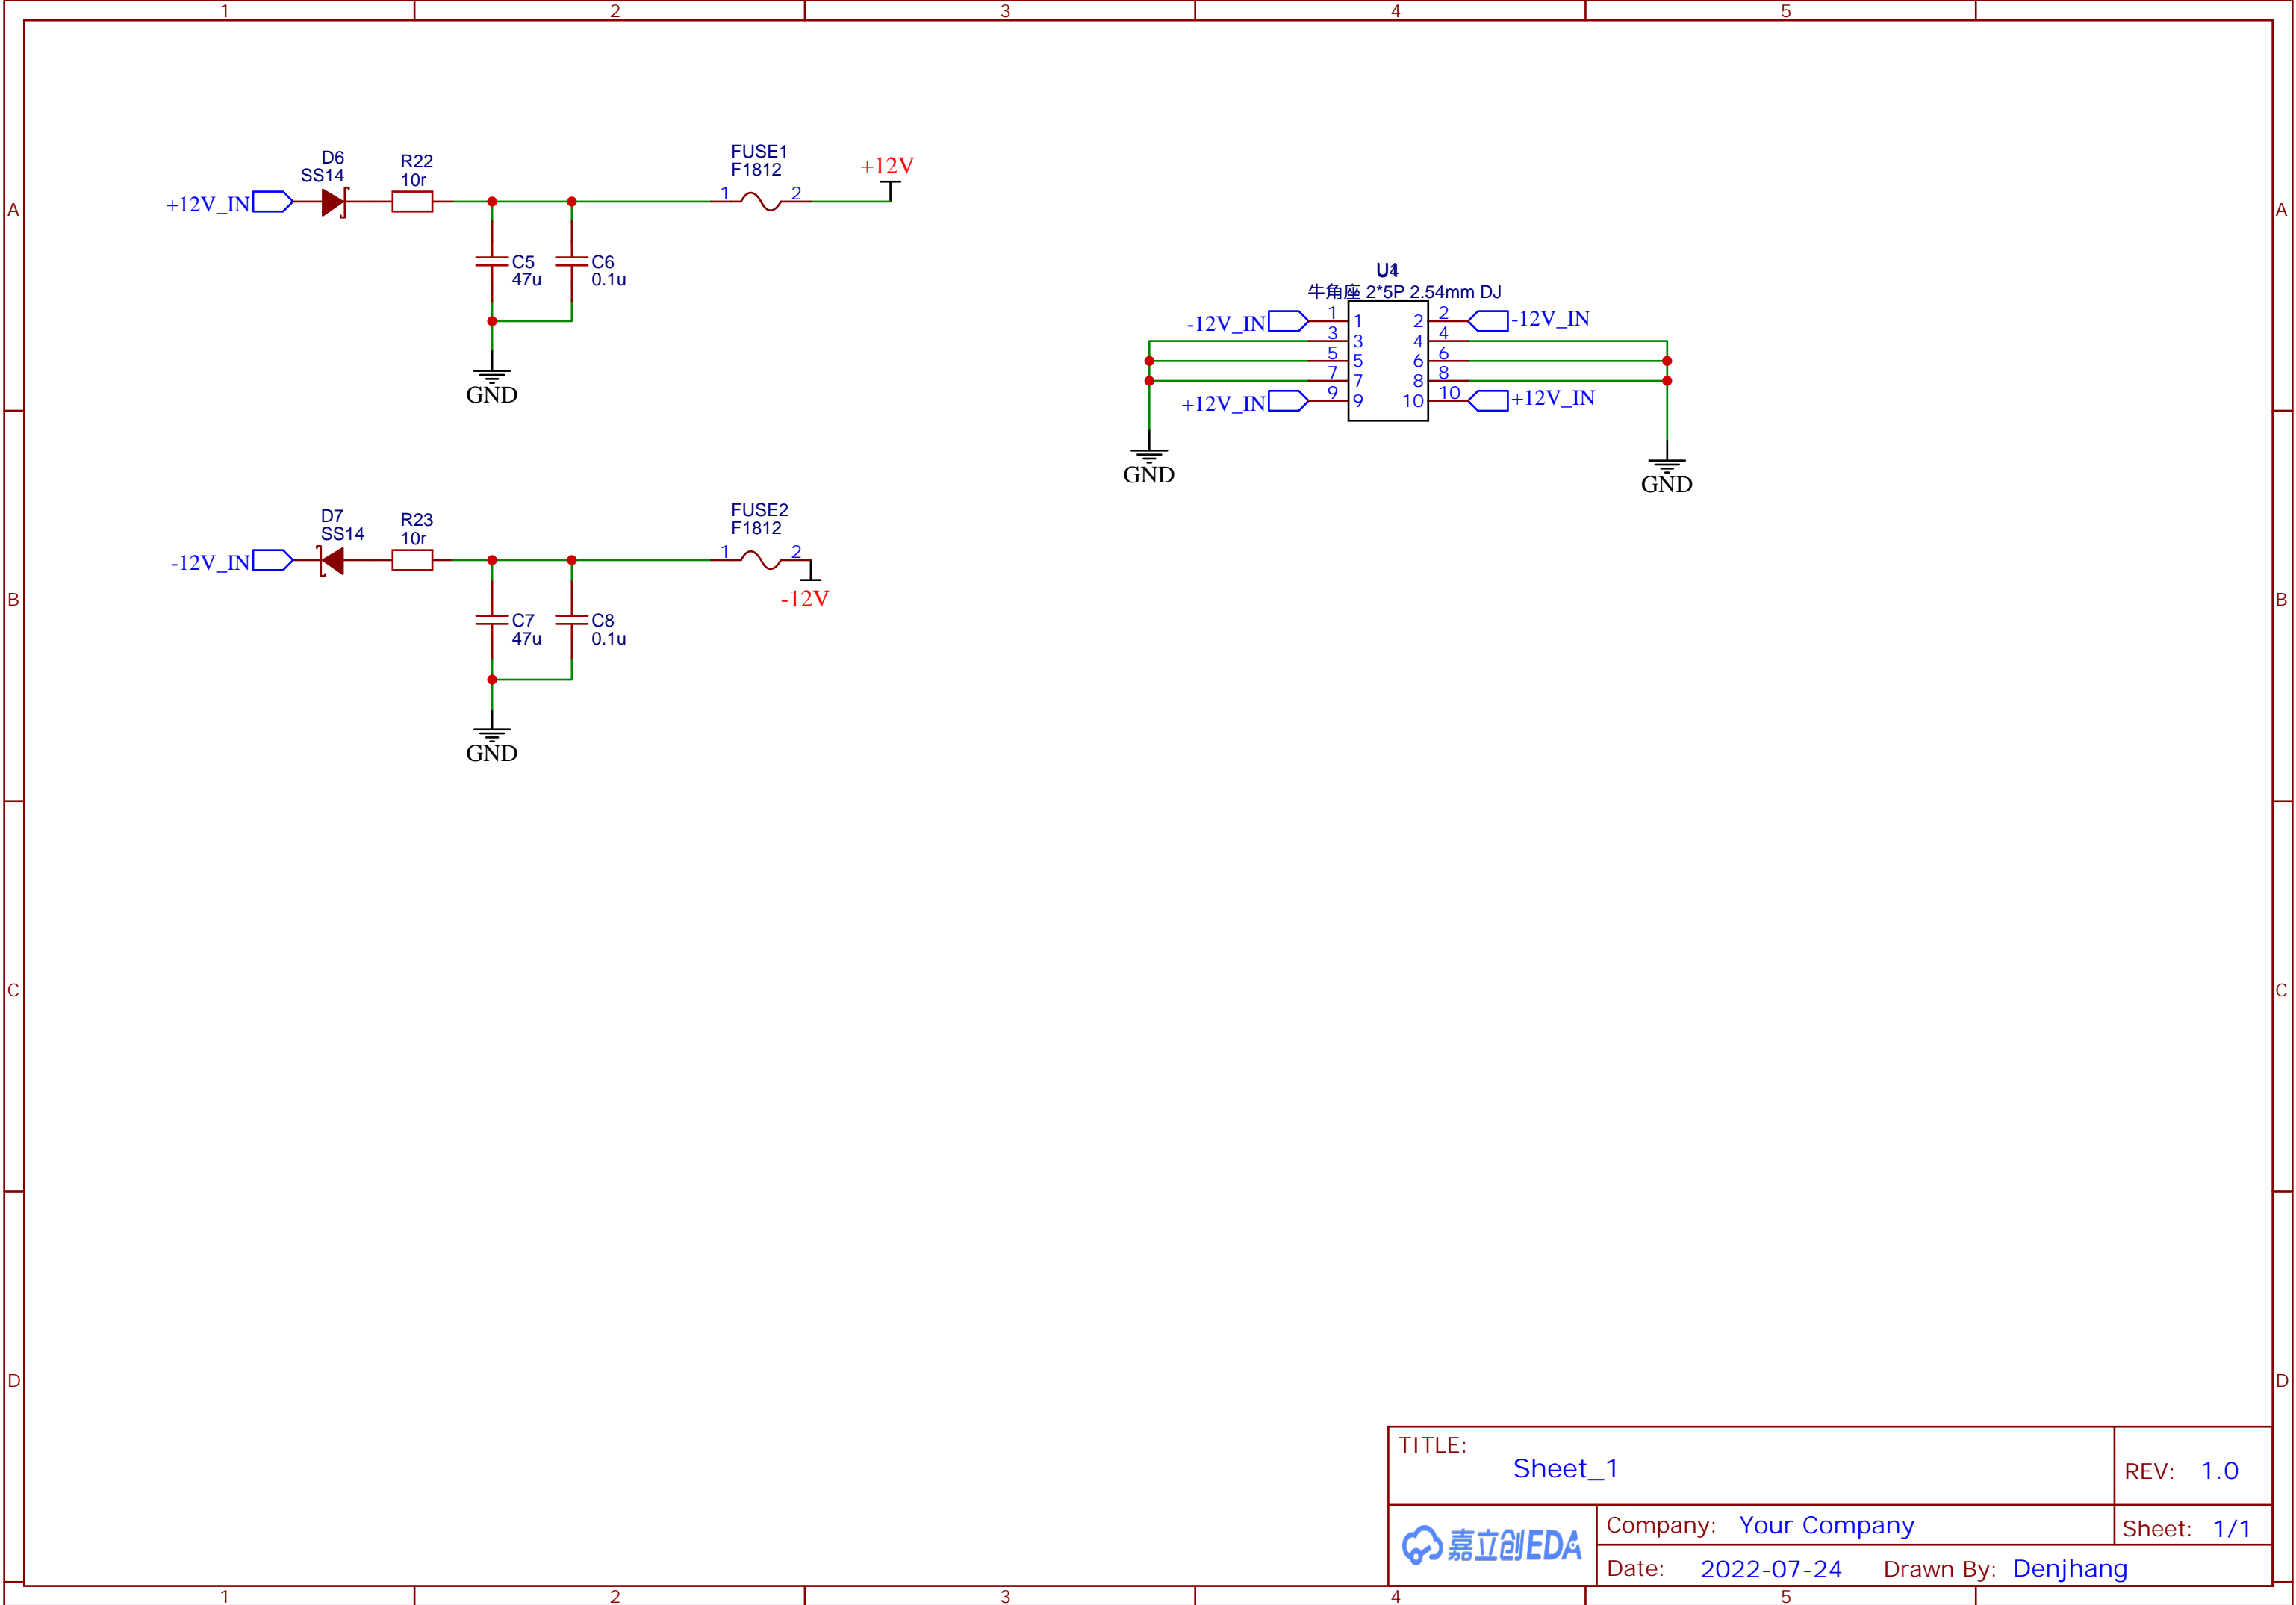 1 2 3 4 5
A A
B B
C C
D D
D6
SS14
R22
10r
FUSE1
F1812
+12V
+12V_IN
1 2
C5
47u
C6
0.1u
GND
D7
SS14
R23
10r
FUSE2
F1812
-12V_IN
1 2
-12V
C7
47u
C8
0.1u
GND
牛角座 2*5P 2.54mm DJ
-12V_IN 1 1 2 2 -12V_IN
3 3 4 4
5 5 6 6
7 7 8 8
+12V_IN 9 9 10 10 +12V_IN
GND GND
TITLE:
Sheet_1
REV: 1.0
嘉立创EDA
Company: Your Company
Sheet: 1/1
Date: 2022-07-24 Drawn By: Denjhang
1 2 3 4 5